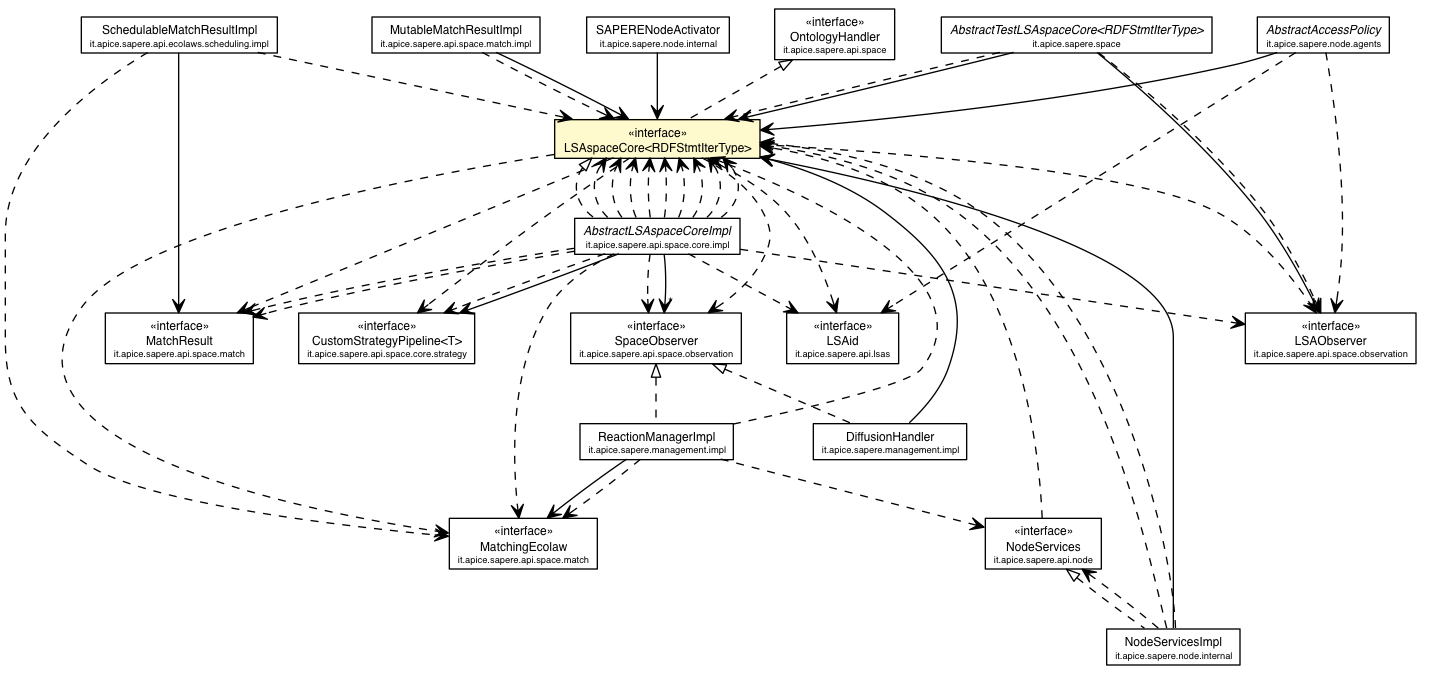 SchedulableMatchResultImpl
it.apice.sapere.api.ecolaws.scheduling.impl
MutableMatchResultImpl
it.apice.sapere.api.space.match.impl
SAPERENodeActivator
it.apice.sapere.node.internal
«interface»
OntologyHandler
it.apice.sapere.api.space
AbstractTestLSAspaceCore<RDFStmtIterType>
it.apice.sapere.space
AbstractAccessPolicy
it.apice.sapere.node.agents
«interface»
LSAspaceCore<RDFStmtIterType>
AbstractLSAspaceCoreImpl
it.apice.sapere.api.space.core.impl
«interface»
MatchResult
it.apice.sapere.api.space.match
«interface»
CustomStrategyPipeline<T>
it.apice.sapere.api.space.core.strategy
«interface»
SpaceObserver
it.apice.sapere.api.space.observation
«interface»
LSAid
it.apice.sapere.api.lsas
«interface»
LSAObserver
it.apice.sapere.api.space.observation
ReactionManagerImpl
it.apice.sapere.management.impl
DiffusionHandler
it.apice.sapere.management.impl
«interface»
MatchingEcolaw
it.apice.sapere.api.space.match
«interface»
NodeServices
it.apice.sapere.api.node
NodeServicesImpl
it.apice.sapere.node.internal